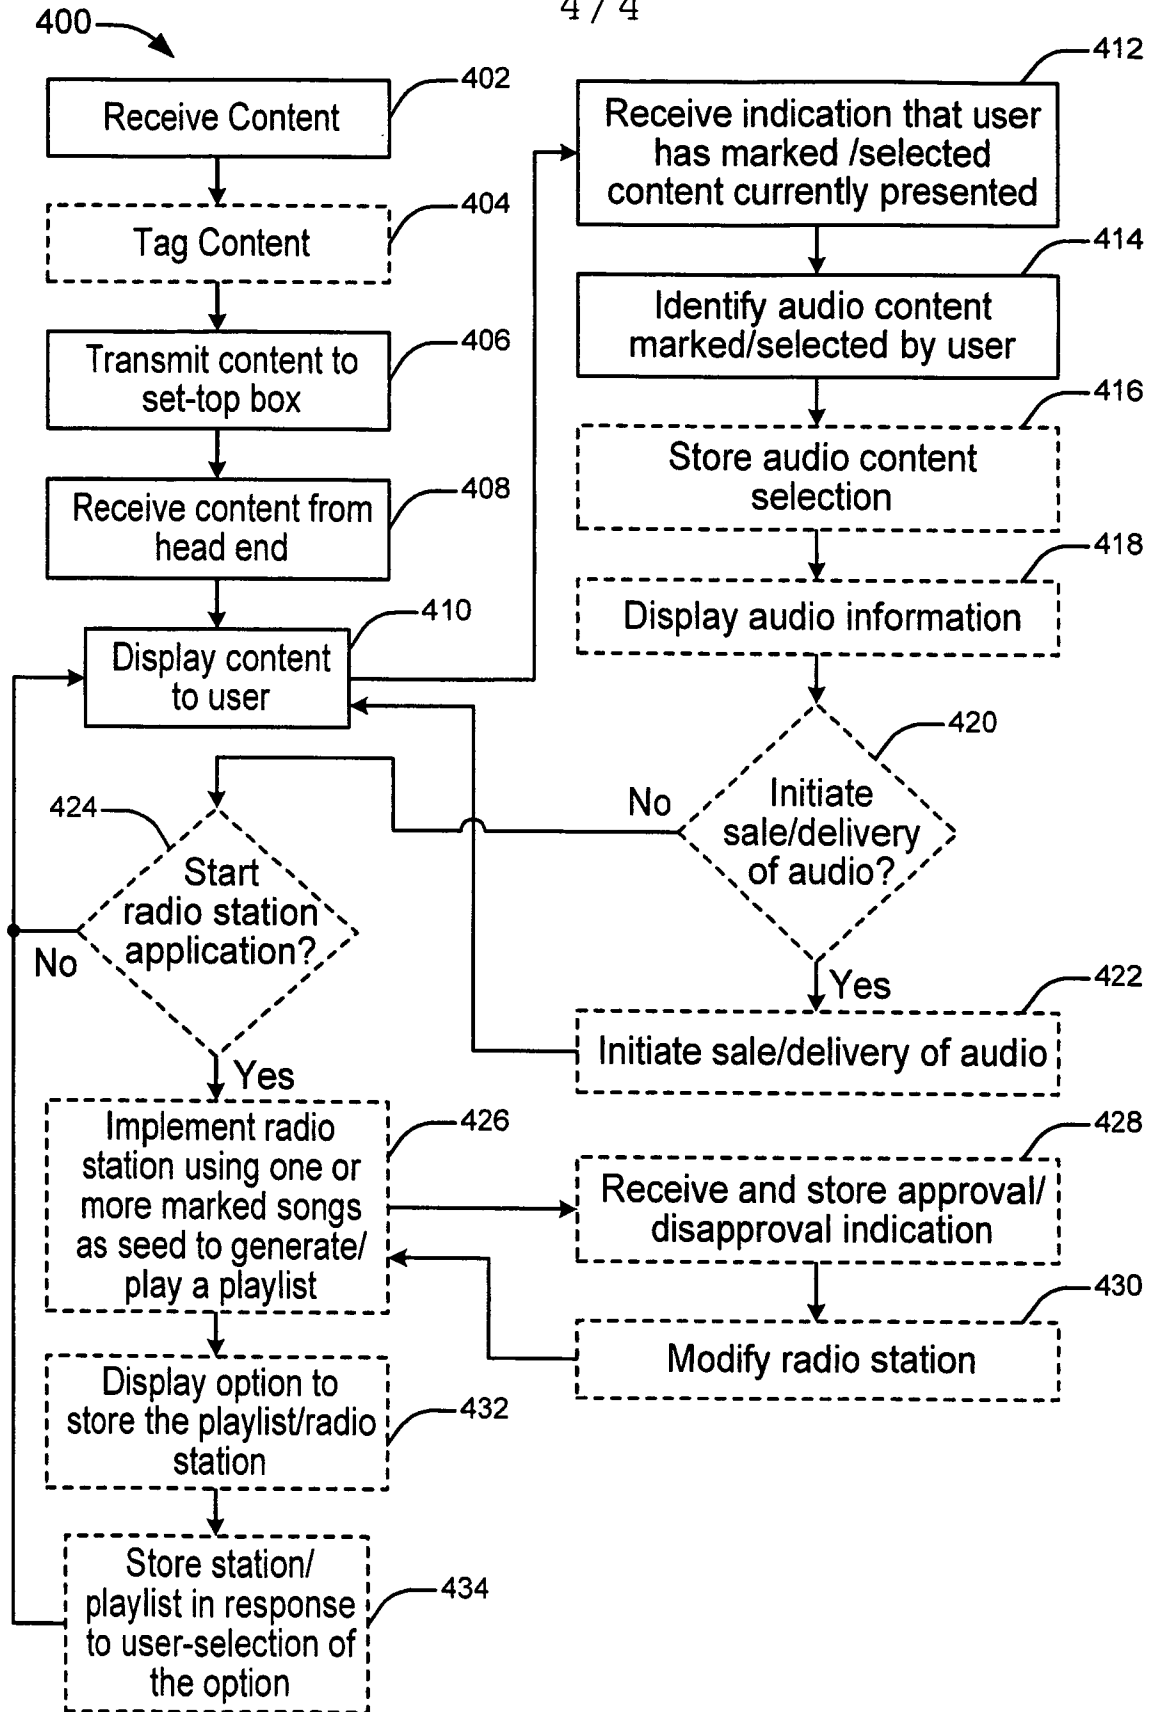 4 / 4
400
402
Receive Content
404
Tag Content
406
Transmit content to
set-top box
408
Receive content from
head end
410
Display content
to user
412
Receive indication that user
has marked /selected
content currently presented
414
Identify audio content
marked/selected by user
416
Store audio content
selection
418
Display audio information
420
Initiate
sale/delivery
of audio?
No
Yes
422
Initiate sale/delivery of audio
424
Start
radio station
application?
No
Yes
426
Implement radio
station using one or
more marked songs
as seed to generate/
play a playlist
428
Receive and store approval/
disapproval indication
430
Modify radio station
432
Display option to
store the playlist/radio
station
434
Store station/
playlist in response
to user-selection of
the option